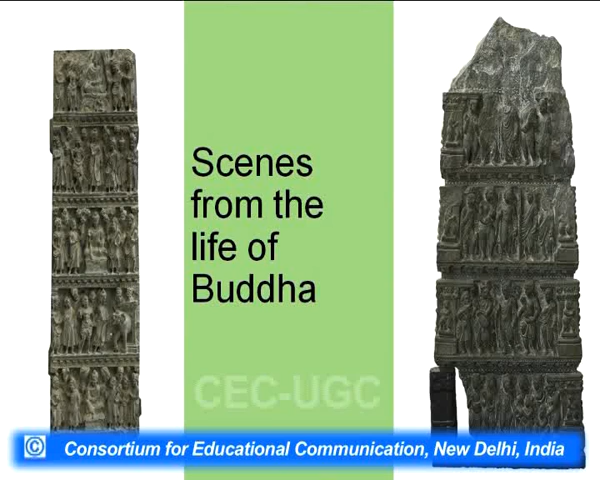 Scenes
from the
life of
Buddha
CEC-UGC
© Consortium for Educational Communication, New Delhi, India